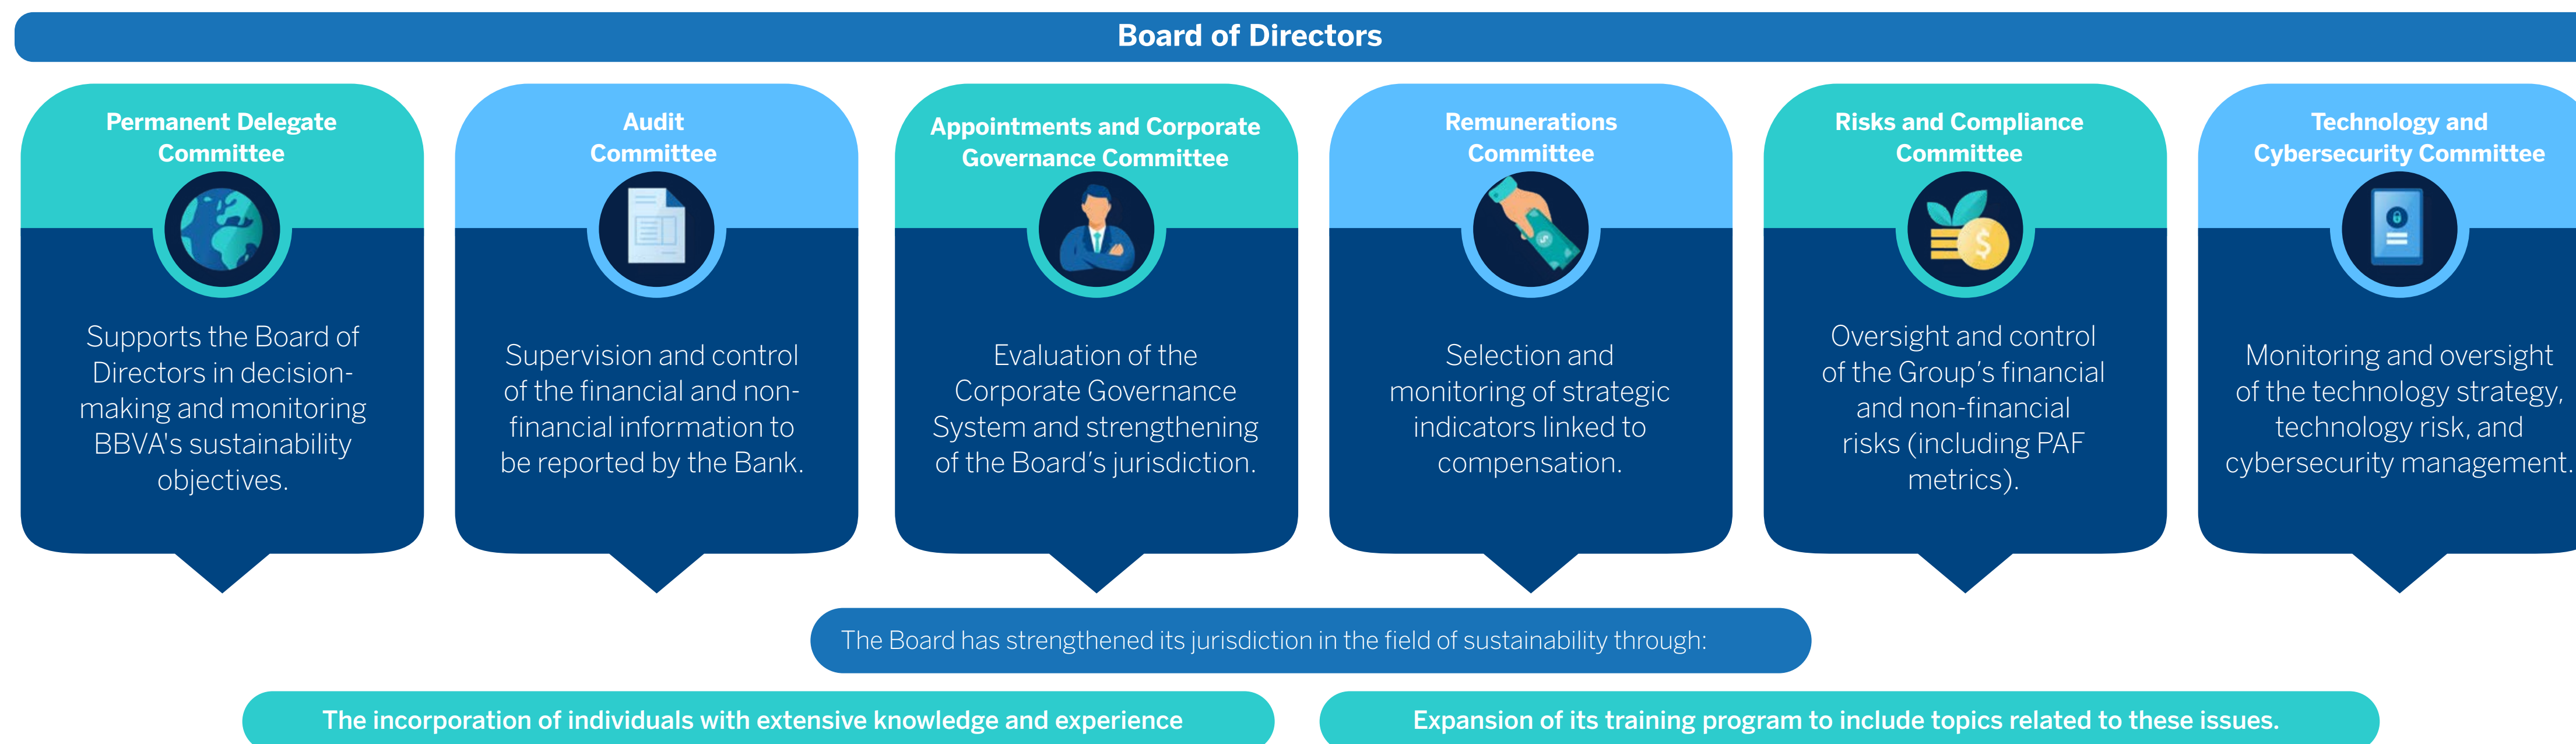 Board of Directors
Permanent Delegate
Committee
Supports the Board of
Directors in decision-
making and monitoring
BBVA's sustainability
objectives.
Audit
Committee
Supervision and control
of the financial and non-
financial information to
be reported by the Bank.
Appointments and Corporate
Governance Committee
Evaluation of the
Corporate Governance
System and strengthening
of the Board’s jurisdiction.
Remunerations
Committee
Selection and
monitoring of strategic
indicators linked to
compensation.
Risks and Compliance
Committee
Oversight and control
of the Group’s financial
and non-financial
risks (including PAF
metrics).
Technology and
Cybersecurity Committee
Monitoring and oversight
of the technology strategy,
technology risk, and
cybersecurity management.
The Board has strengthened its jurisdiction in the field of sustainability through:
The incorporation of individuals with extensive knowledge and experience
Expansion of its training program to include topics related to these issues.